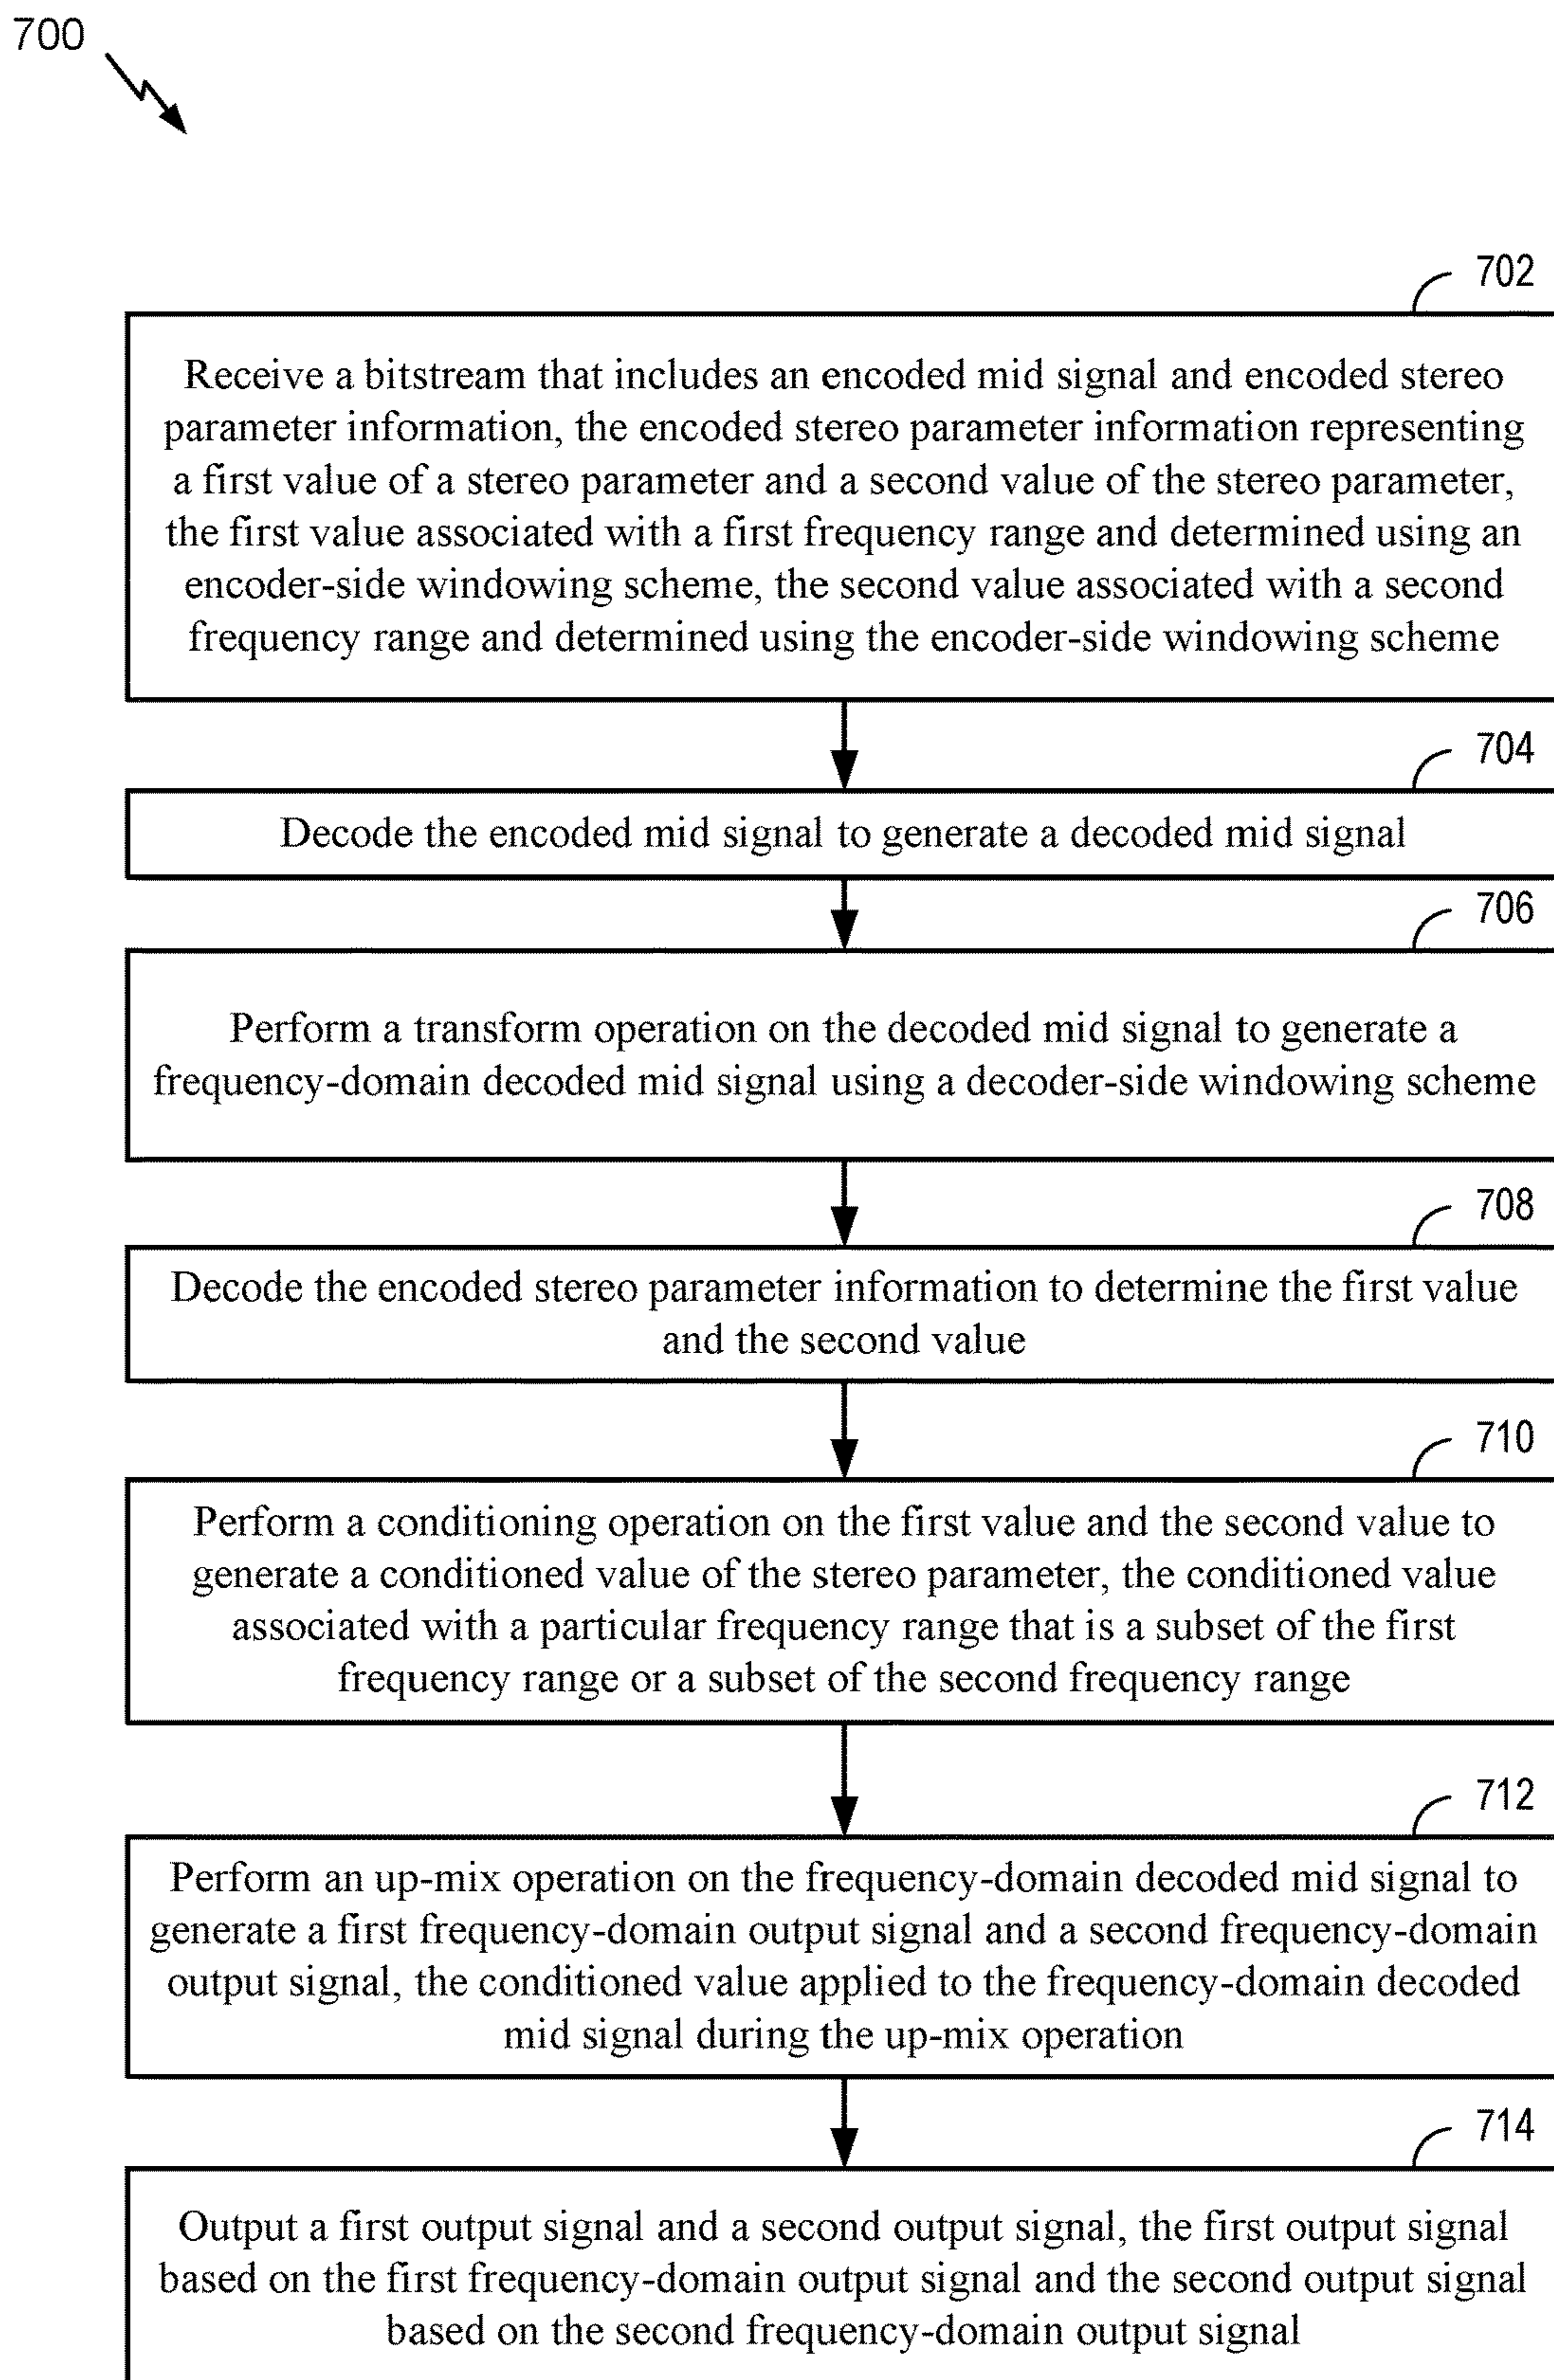 700
702
Receive a bitstream that includes an encoded mid signal and encoded stereo
parameter information, the encoded stereo parameter information representing
a first value of a stereo parameter and a second value of the stereo parameter,
the first value associated with a first frequency range and determined using an
encoder-side windowing scheme, the second value associated with a second
frequency range and determined using the encoder-side windowing scheme
704
Decode the encoded mid signal to generate a decoded mid signal
706
Perform a transform operation on the decoded mid signal to generate a
frequency-domain decoded mid signal using a decoder-side windowing scheme
708
Decode the encoded stereo parameter information to determine the first value
and the second value
710
Perform a conditioning operation on the first value and the second value to
generate a conditioned value of the stereo parameter, the conditioned value
associated with a particular frequency range that is a subset of the first
frequency range or a subset of the second frequency range
712
Perform an up-mix operation on the frequency-domain decoded mid signal to
generate a first frequency-domain output signal and a second frequency-domain
output signal, the conditioned value applied to the frequency-domain decoded
mid signal during the up-mix operation
714
Output a first output signal and a second output signal, the first output signal
based on the first frequency-domain output signal and the second output signal
based on the second frequency-domain output signal